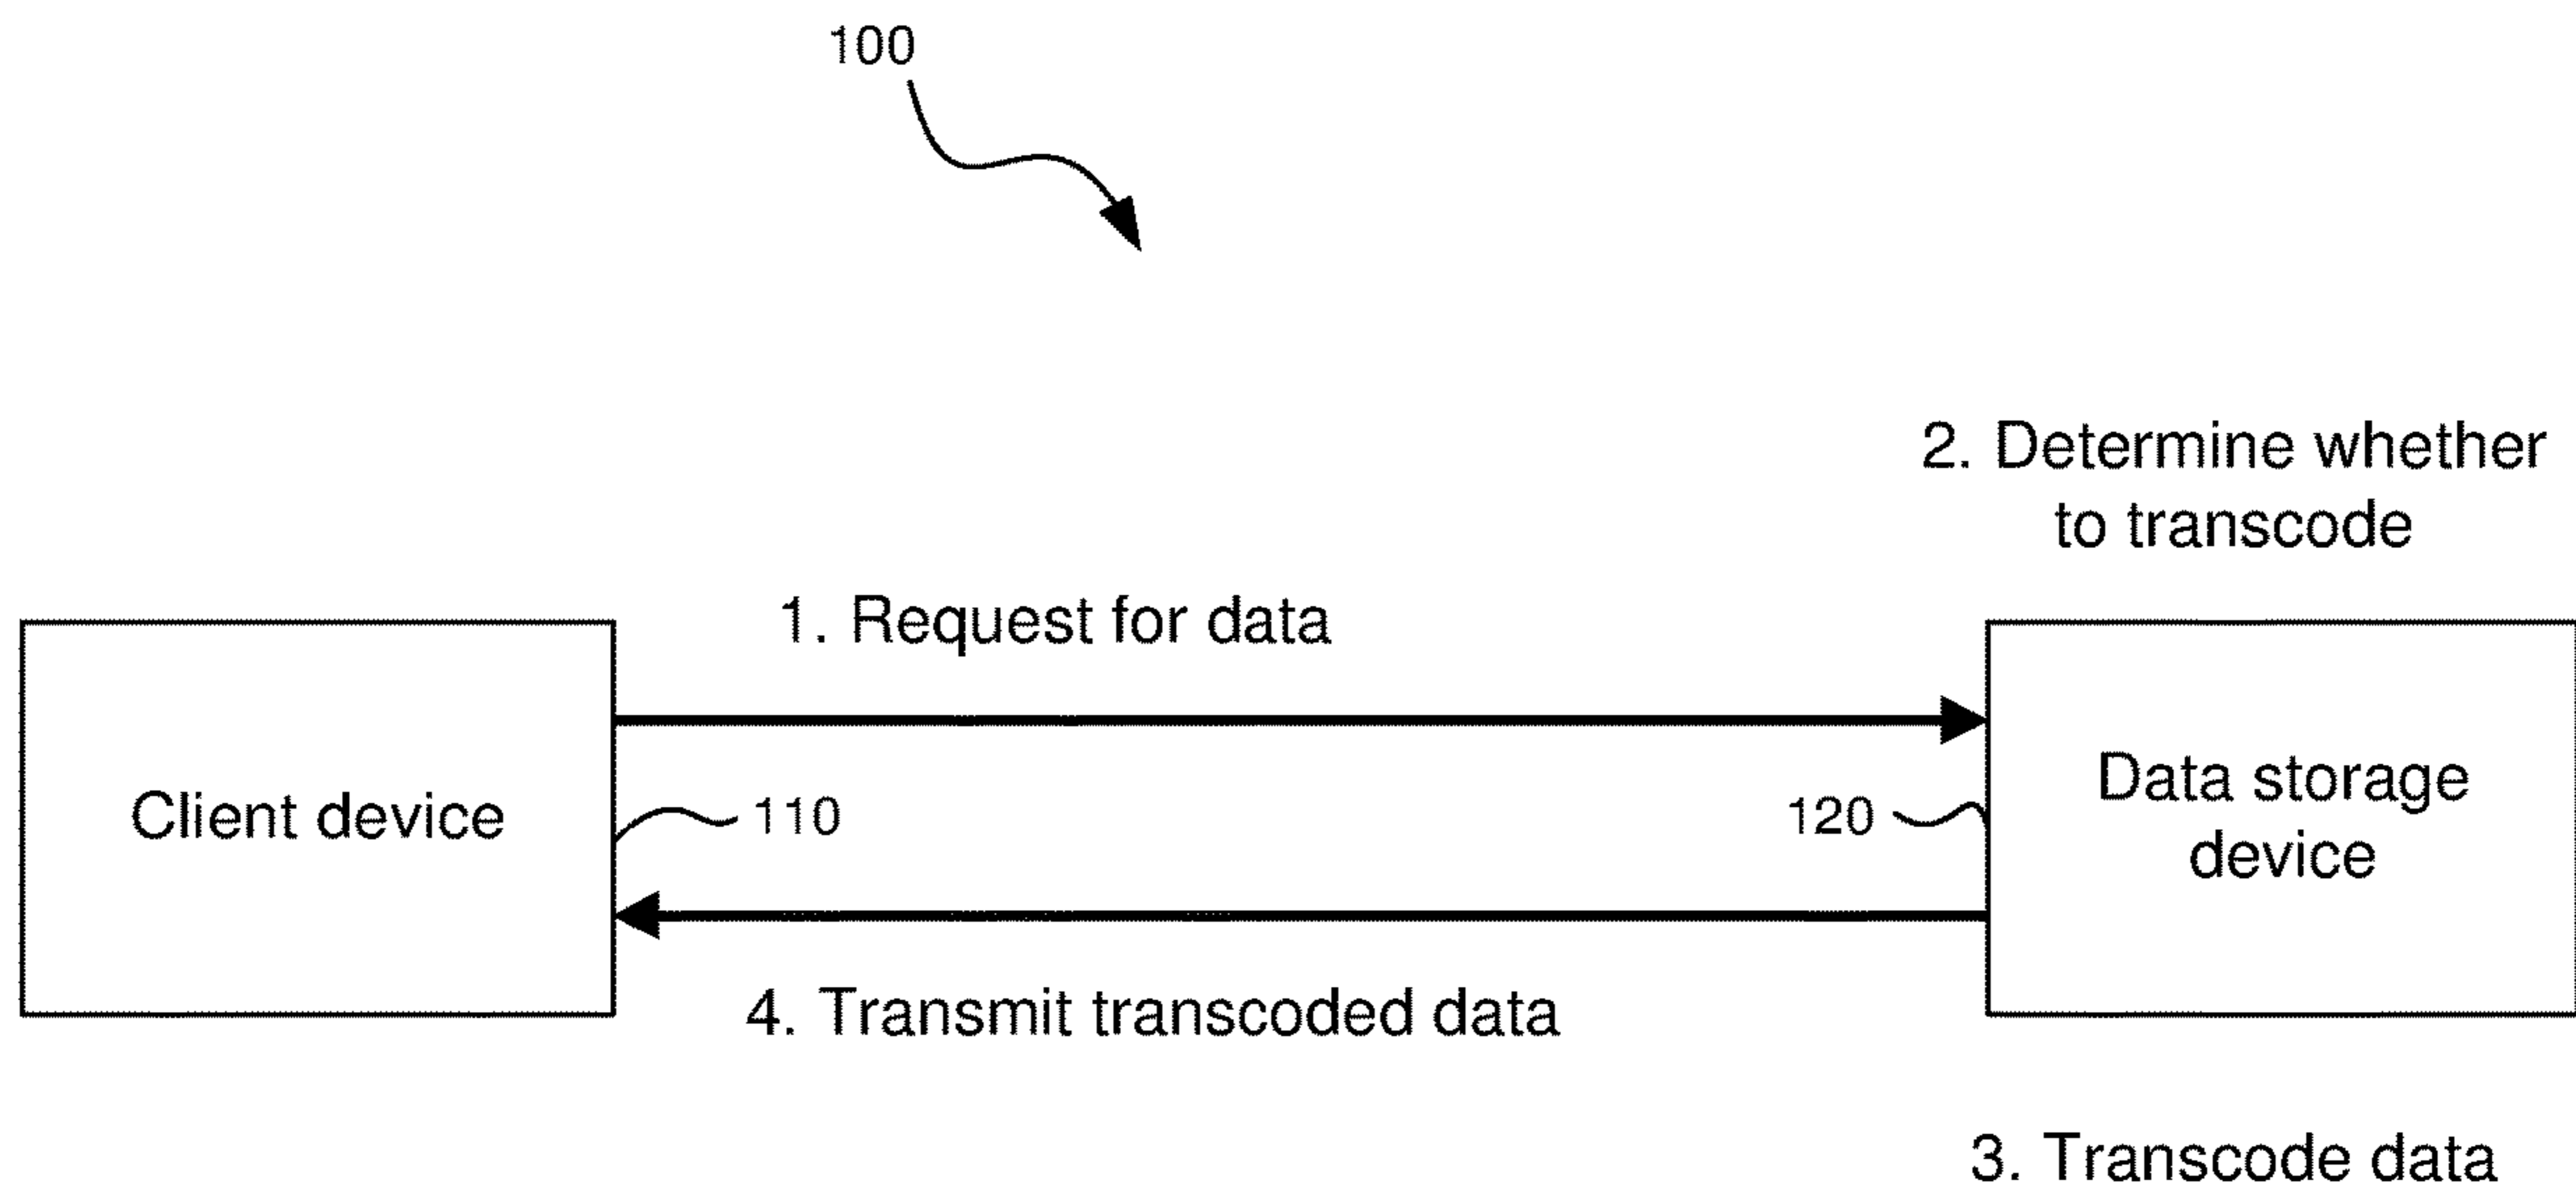 100
2. Determine whether
to transcode
1. Request for data
Client device
110
120
Data storage
device
4. Transmit transcoded data
3. Transcode data